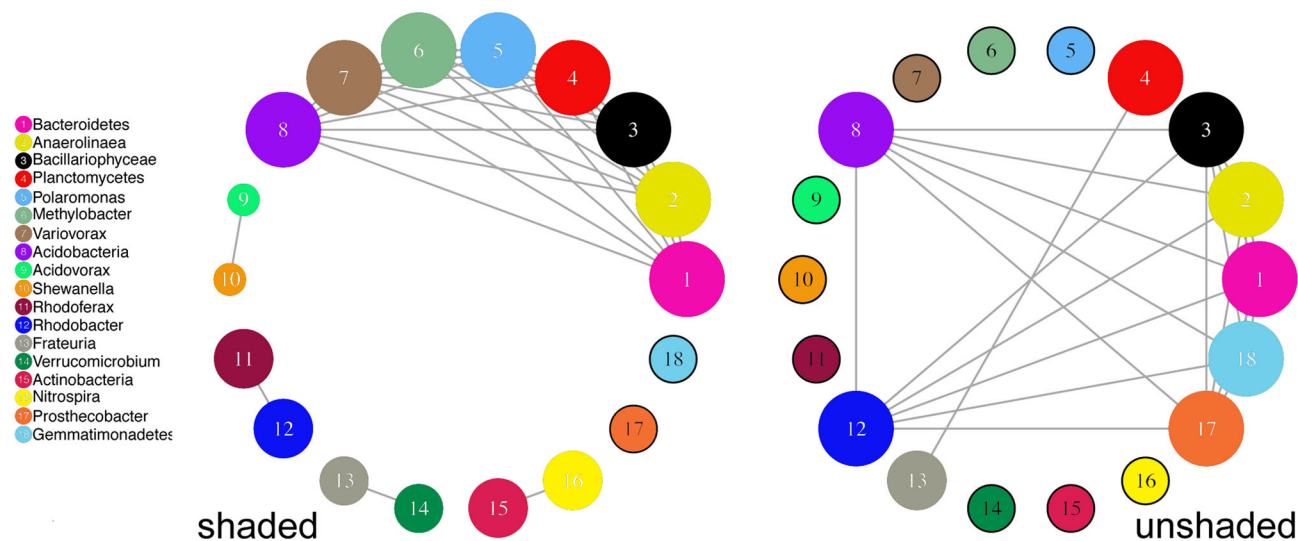 1 Bacteroidetes
2 Anaerolinaea
3 Bacillariophyceae
4 Planctomycetes
5 Polaromonas
6 Methylobacter
7 Variovorax
8 Acidobacteria
9 Acidovorax
10 Shewanella
11 Rhodoferax
12 Rhodobacter
13 Frateuria
14 Verrucomicrobium
15 Actinobacteria
16 Nitrospira
17 Prosthecobacter
18 Gemmatimonadetes
6 5
7 4
8 3
9 2
10 1
11 18
12 17
13 16
14 15
shaded
6 5
7 4
8 3
9 2
10 1
11 18
12 17
13 16
14 15
unshaded